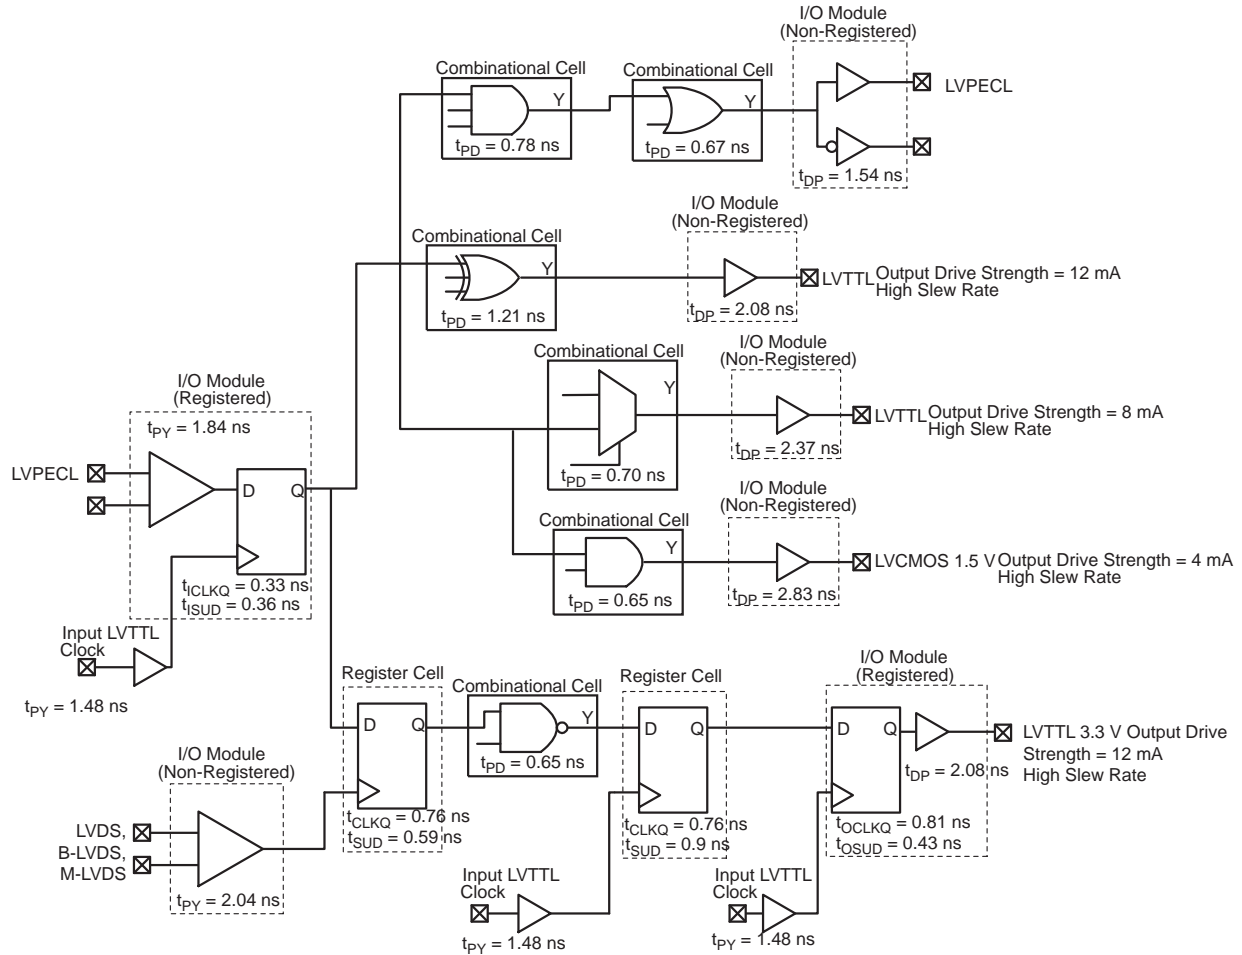 I/O Module
(Non-Registered)
Combinational Cell
Combinational Cell
Y
Y
LVPECL
tPD = 0.78 ns
tPD = 0.67 ns
tDP = 1.54 ns
I/O Module
(Non-Registered)
Combinational Cell
Y
LVTTL Output Drive Strength = 12 mA
High Slew Rate
tPD = 1.21 ns
tDP = 2.08 ns
I/O Module
(Non-Registered)
Combinational Cell
Y
LVTTL Output Drive Strength = 8 mA
High Slew Rate
tPD = 0.70 ns
tDP = 2.37 ns
I/O Module
(Registered)
tPY = 1.84 ns
LVPECL
D
Q
tICLKQ = 0.33 ns
tISUD = 0.36 ns
I/O Module
(Non-Registered)
Combinational Cell
Y
LVCMOS 1.5 V Output Drive Strength = 4 mA
High Slew Rate
tPD = 0.65 ns
tDP = 2.83 ns
Input LVTTL
Clock
tPY = 1.48 ns
Register Cell
D
Q
tCLKQ = 0.76 ns
tSUD = 0.59 ns
Combinational Cell
Y
tPD = 0.65 ns
Register Cell
D
Q
tCLKQ = 0.76 ns
tSUD = 0.9 ns
I/O Module
(Registered)
D
Q
tDP = 2.08 ns
tOCLKQ = 0.81 ns
tOSUD = 0.43 ns
LVTTL 3.3 V Output Drive
Strength = 12 mA
High Slew Rate
I/O Module
(Non-Registered)
LVDS,
B-LVDS,
M-LVDS
tPY = 2.04 ns
Input LVTTL
Clock
tPY = 1.48 ns
Input LVTTL
Clock
tPY = 1.48 ns